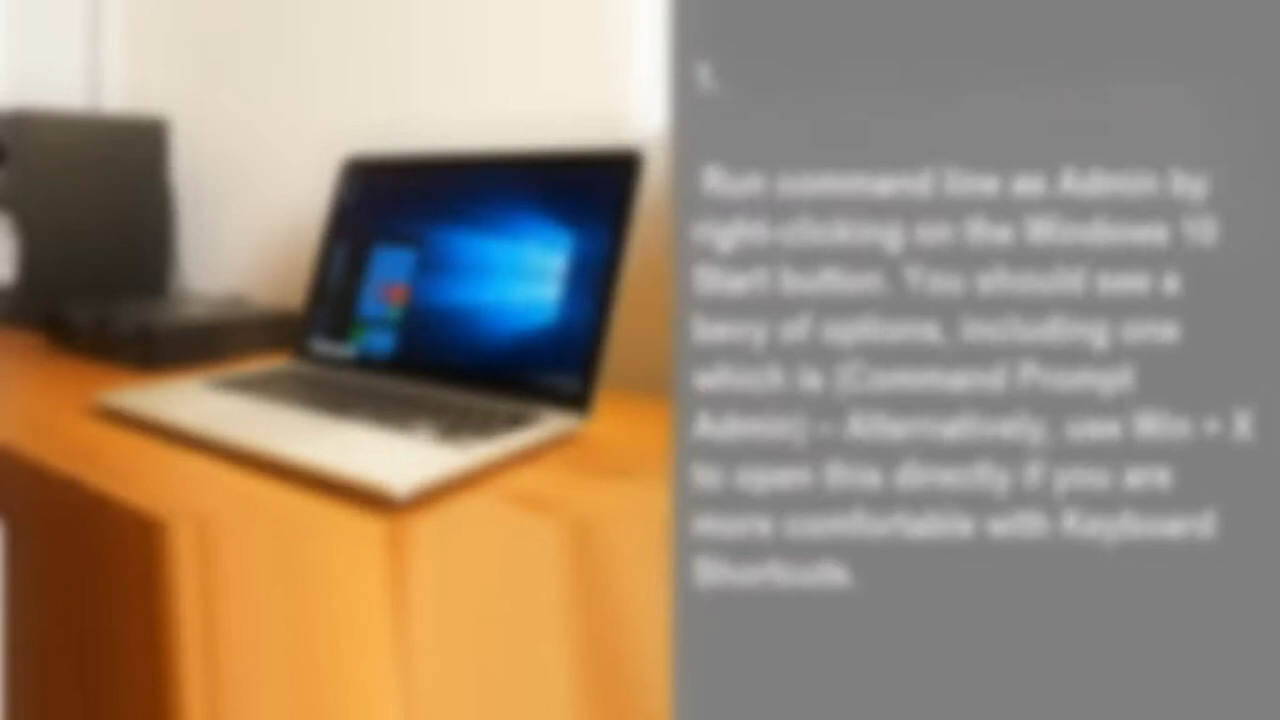 1.
Run command line as Admin by
right-clicking on the Windows 10
Start button. You should see a
bevy of options, including one
which is (Command Prompt
Admin) - Alternatively, use Win + X
to open this directly if you are
more comfortable with Keyboard
Shortcuts.